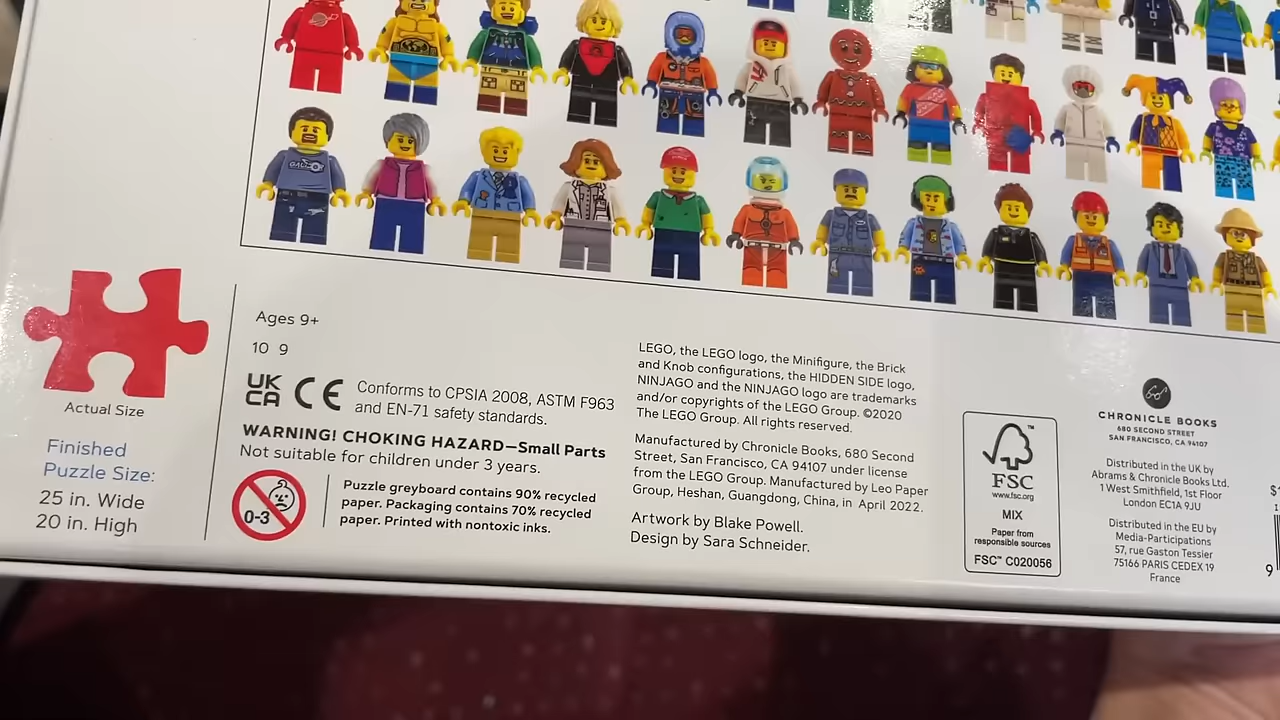 GALAXY
Actual Size
Finished
Puzzle Size:
25 in. Wide
20 in. High
Ages 9+
10 9
UK
CA
CE
Conforms to CPSIA 2008, ASTM F963
and EN-71 safety standards.
WARNING! CHOKING HAZARD—Small Parts
Not suitable for children under 3 years.
0-3
Puzzle greyboard contains 90% recycled
paper. Packaging contains 70% recycled
paper. Printed with nontoxic inks.
LEGO, the LEGO logo, the Minifigure, the Brick
and Knob configurations, the HIDDEN SIDE logo,
NINJAGO and the NINJAGO logo are trademarks
and/or copyrights of the LEGO Group. ©2020
The LEGO Group. All rights reserved.
Manufactured by Chronicle Books, 680 Second
Street, San Francisco, CA 94107 under license
from the LEGO Group. Manufactured by Leo Paper
Group, Heshan, Guangdong, China, in April 2022.
Artwork by Blake Powell.
Design by Sara Schneider.
FSC
www.fsc.org
MIX
Paper from
responsible sources
FSC™ C020056
CHRONICLE BOOKS
680 SECOND STREET
SAN FRANCISCO, CA 94107
Distributed in the UK by
Abrams & Chronicle Books Ltd.
1 West Smithfield, 1st Floor
London EC1A 9JU
Distributed in the EU by
Media-Participations
57, rue Gaston Tessier
75166 PARIS CEDEX 19
France
$1
9